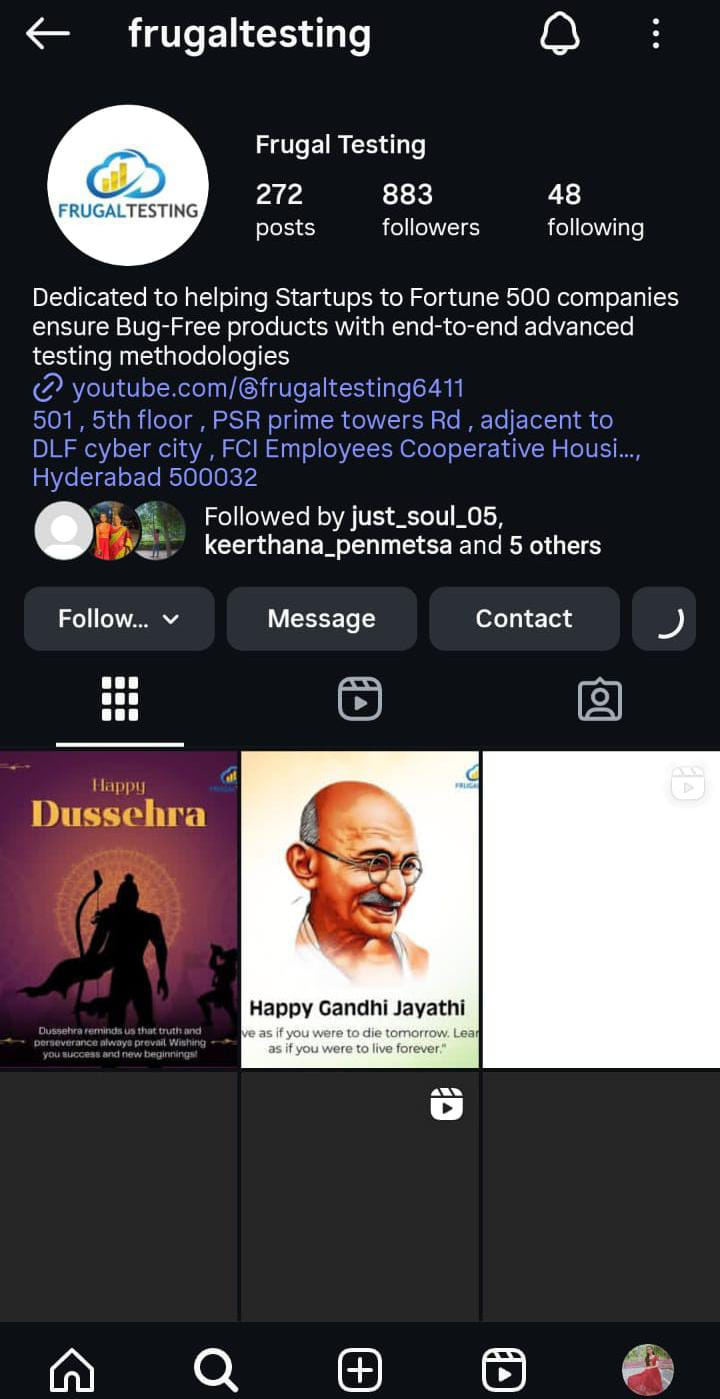 frugaltesting
FRUGALTESTING
Frugal Testing
272 883 48
posts followers following
Dedicated to helping Startups to Fortune 500 companies
ensure Bug-Free products with end-to-end advanced
testing methodologies
youtube.com/@frugaltesting6411
501 , 5th floor , PSR prime towers Rd , adjacent to
DLF cyber city , FCI Employees Cooperative Housi...,
Hyderabad 500032
Followed by just_soul_05,
keerthana_penmetsa and 5 others
Follow... Message Contact
Happy
Dussehra
Dussehra reminds us that truth and
perseverance always prevail. Wishing
you success and new beginnings!
FRUGA
Happy Gandhi Jayathi
ve as if you were to die tomorrow. Lear
as if you were to live forever."